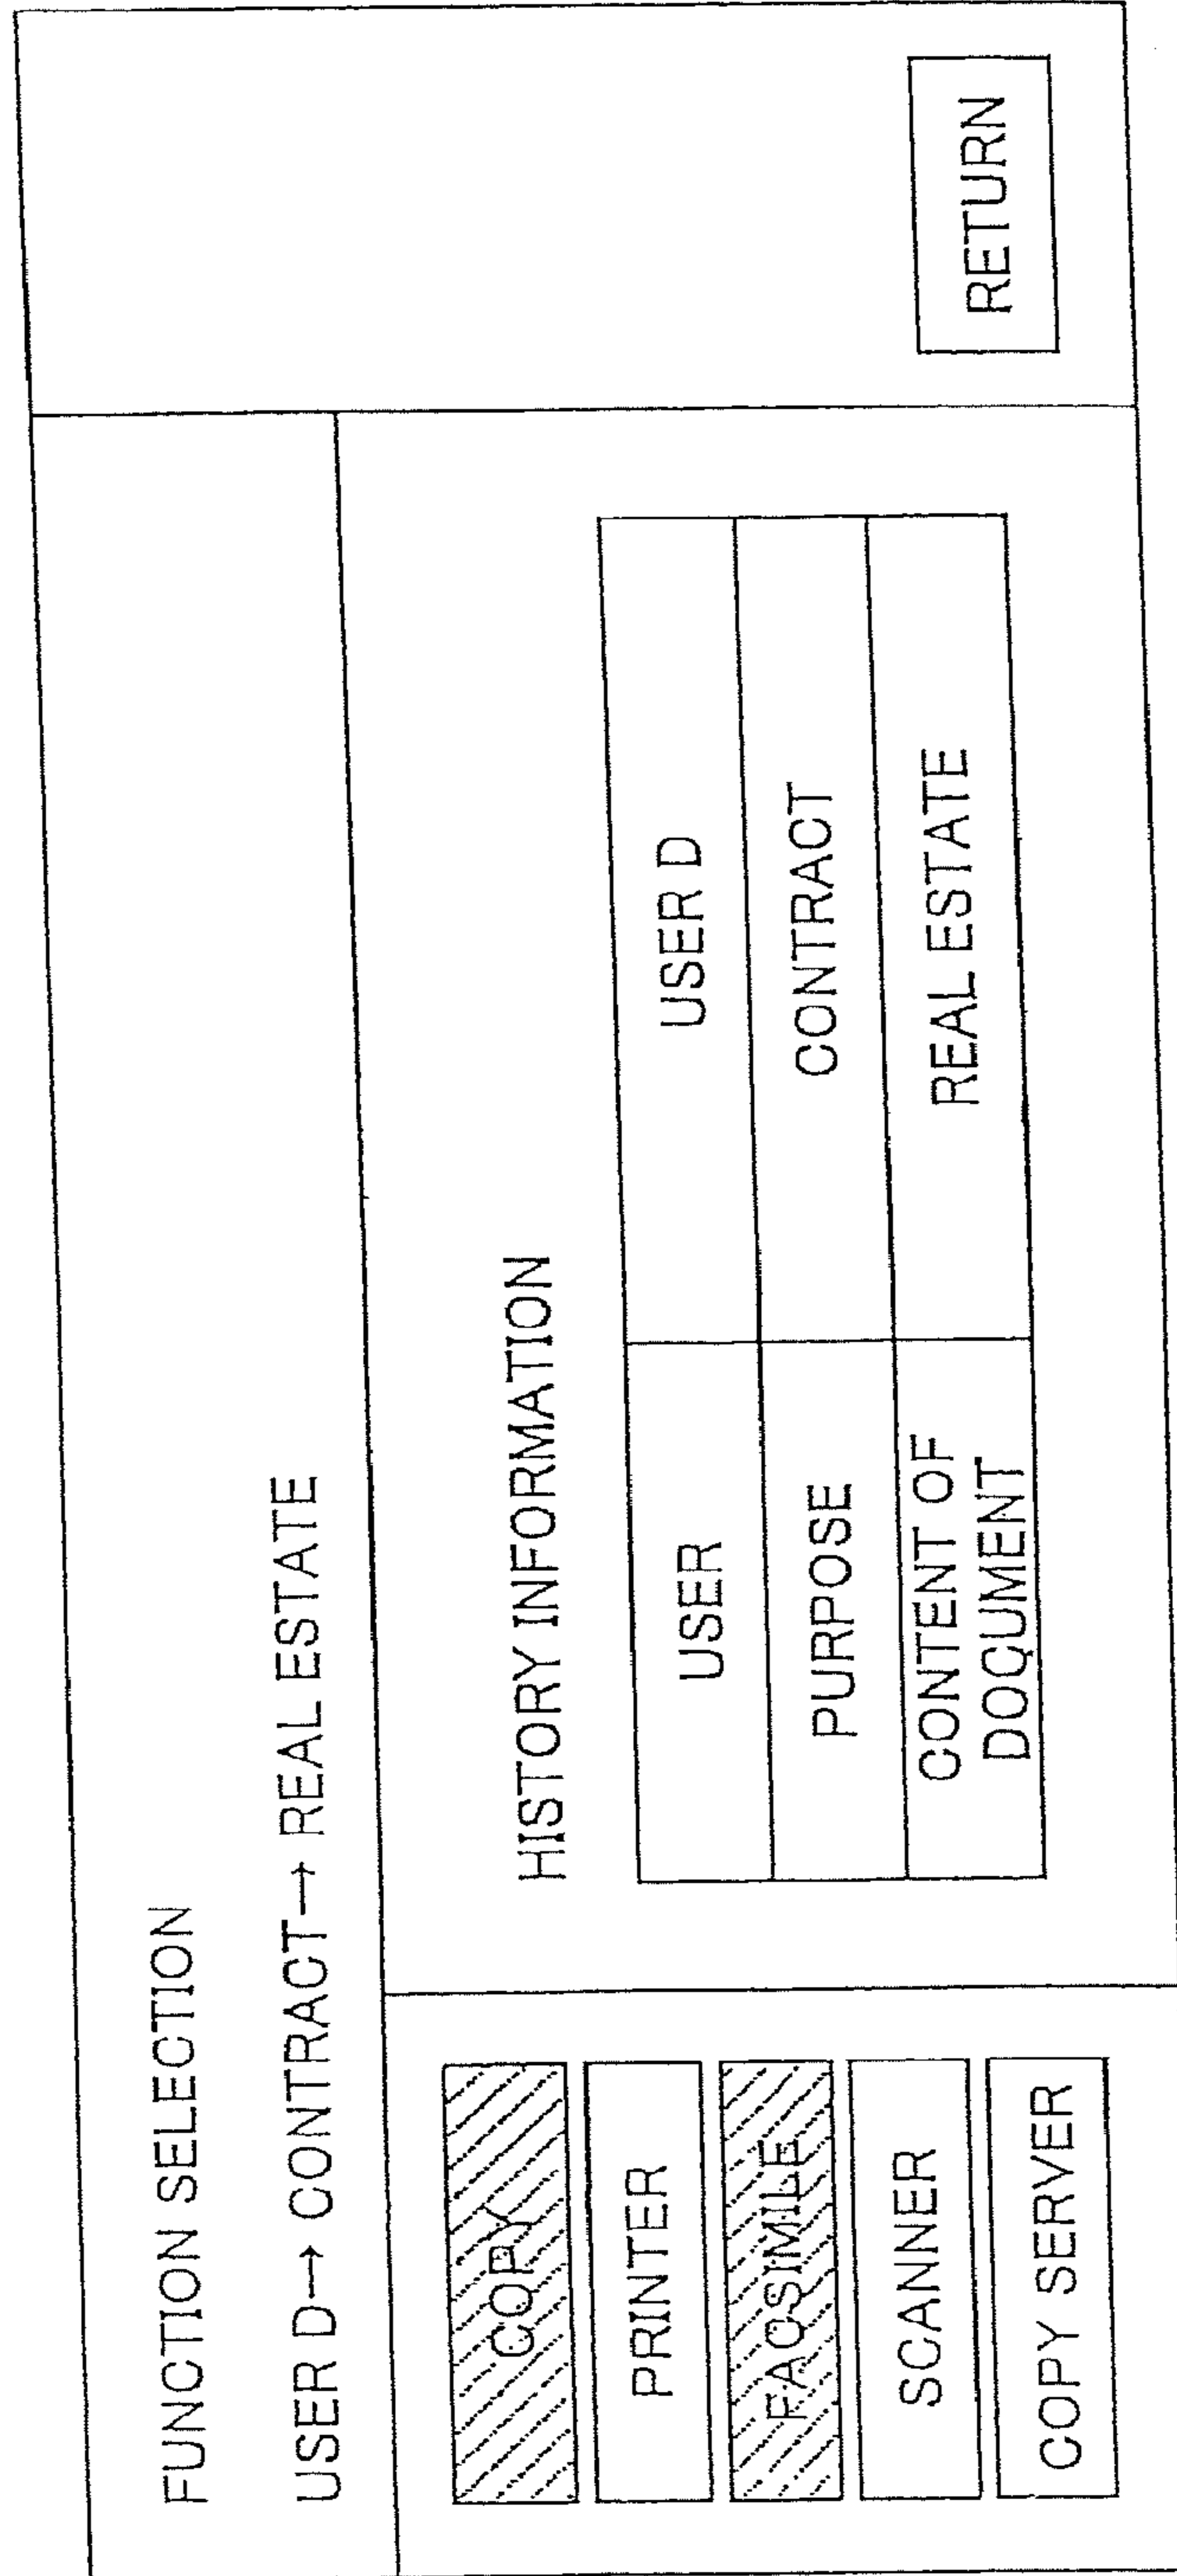 FUNCTION SELECTION
USER D→ CONTRACT→ REAL ESTATE
COPY
PRINTER
FACSIMILE
SCANNER
COPY SERVER
HISTORY INFORMATION
USER
USER D
PURPOSE
CONTRACT
CONTENT OF
DOCUMENT
REAL ESTATE
RETURN